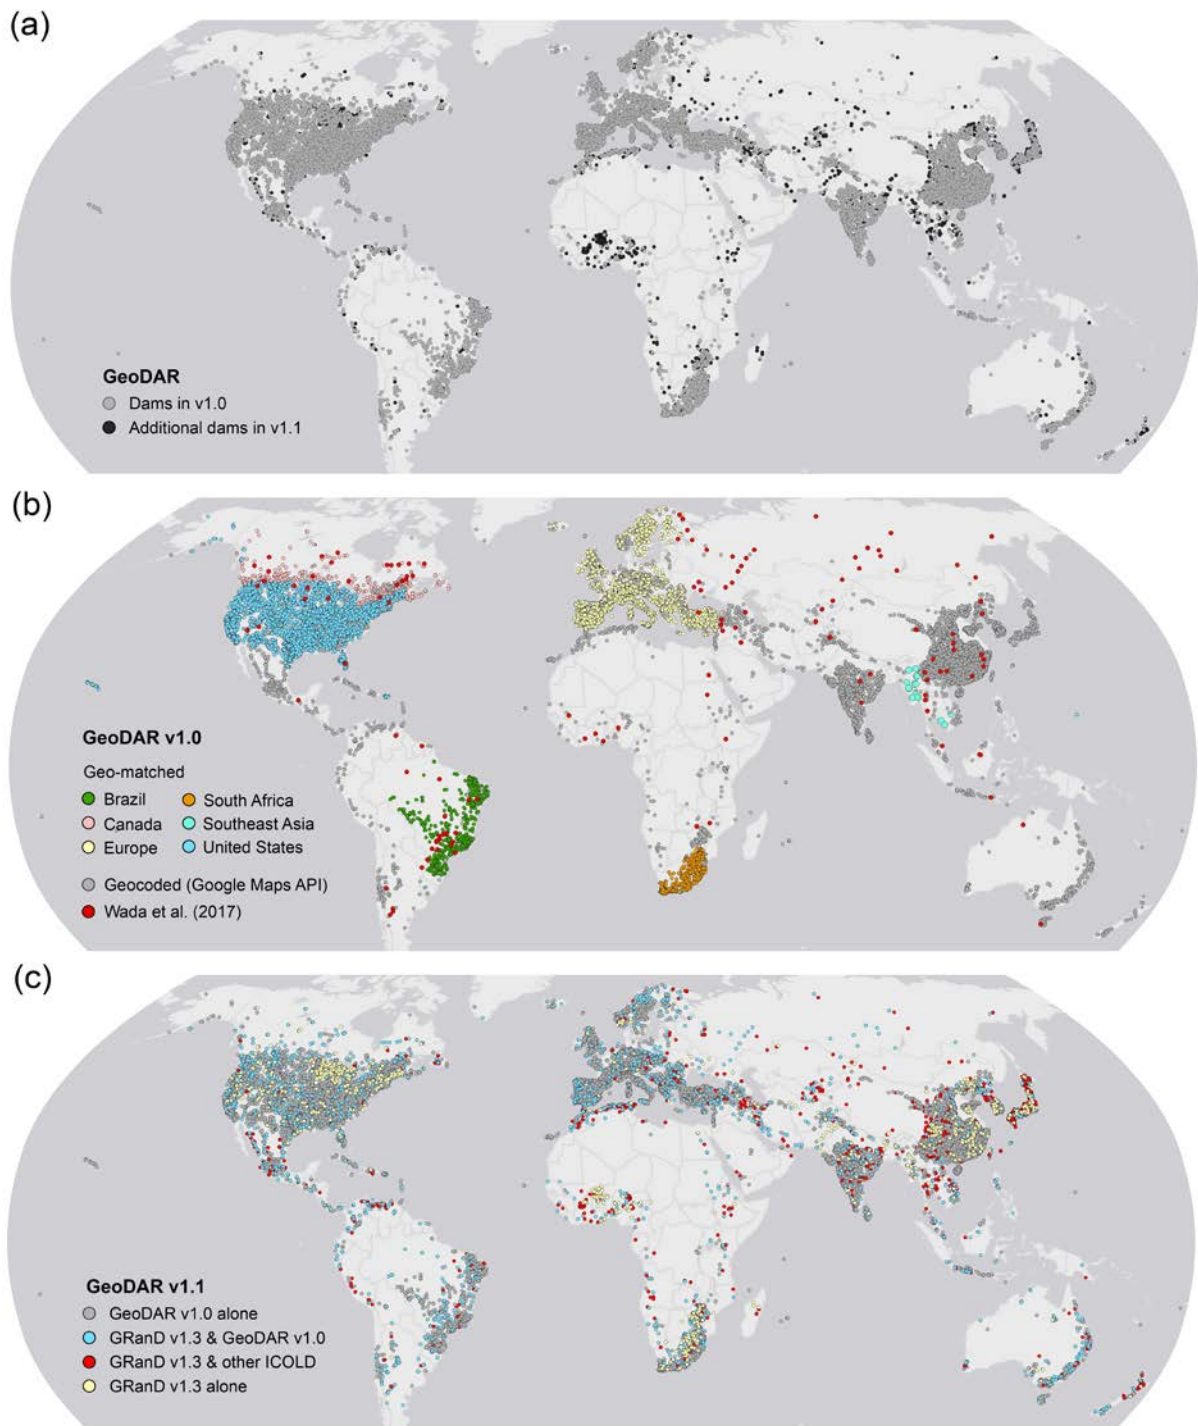 (a)
GeoDAR
Dams in v1.0
Additional dams in v1.1
(b)
GeoDAR v1.0
Geo-matched
Brazil South Africa
Canada Southeast Asia
Europe United States
Geocoded (Google Maps API)
Wada et al. (2017)
(c)
GeoDAR v1.1
GeoDAR v1.0 alone
GRanD v1.3 & GeoDAR v1.0
GRanD v1.3 & other ICOLD
GRanD v1.3 alone